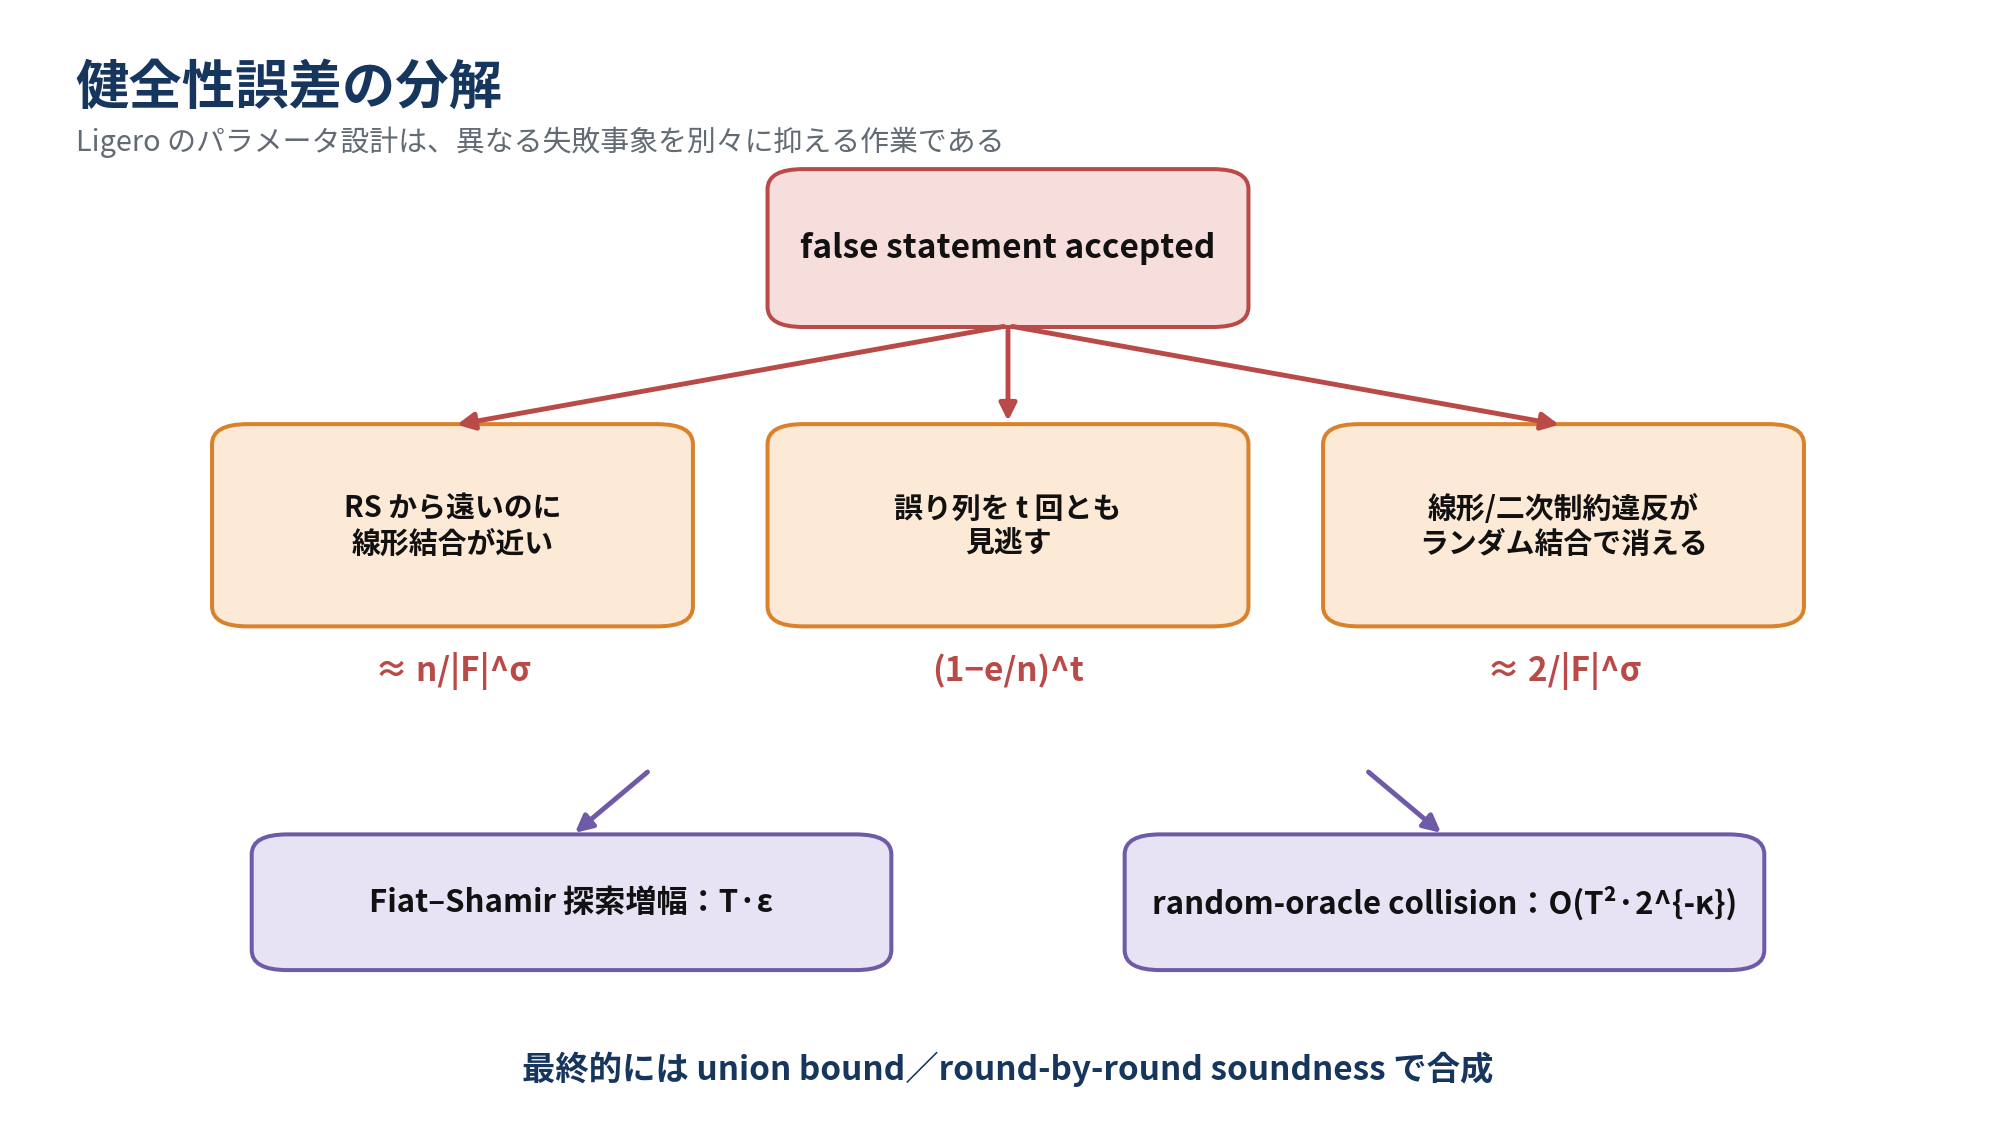 健全性誤差の分解
Ligero のパラメータ設計は、異なる失敗事象を別々に抑える作業である
false statement accepted
RS から遠いのに
線形結合が近い
誤り列を t 回とも
見逃す
線形/二次制約違反が
ランダム結合で消える
≈ n/|F|^σ
(1−e/n)^t
≈ 2/|F|^σ
Fiat–Shamir 探索増幅：T·ε
random-oracle collision：O(T²·2^{-κ})
最終的には union bound／round-by-round soundness で合成